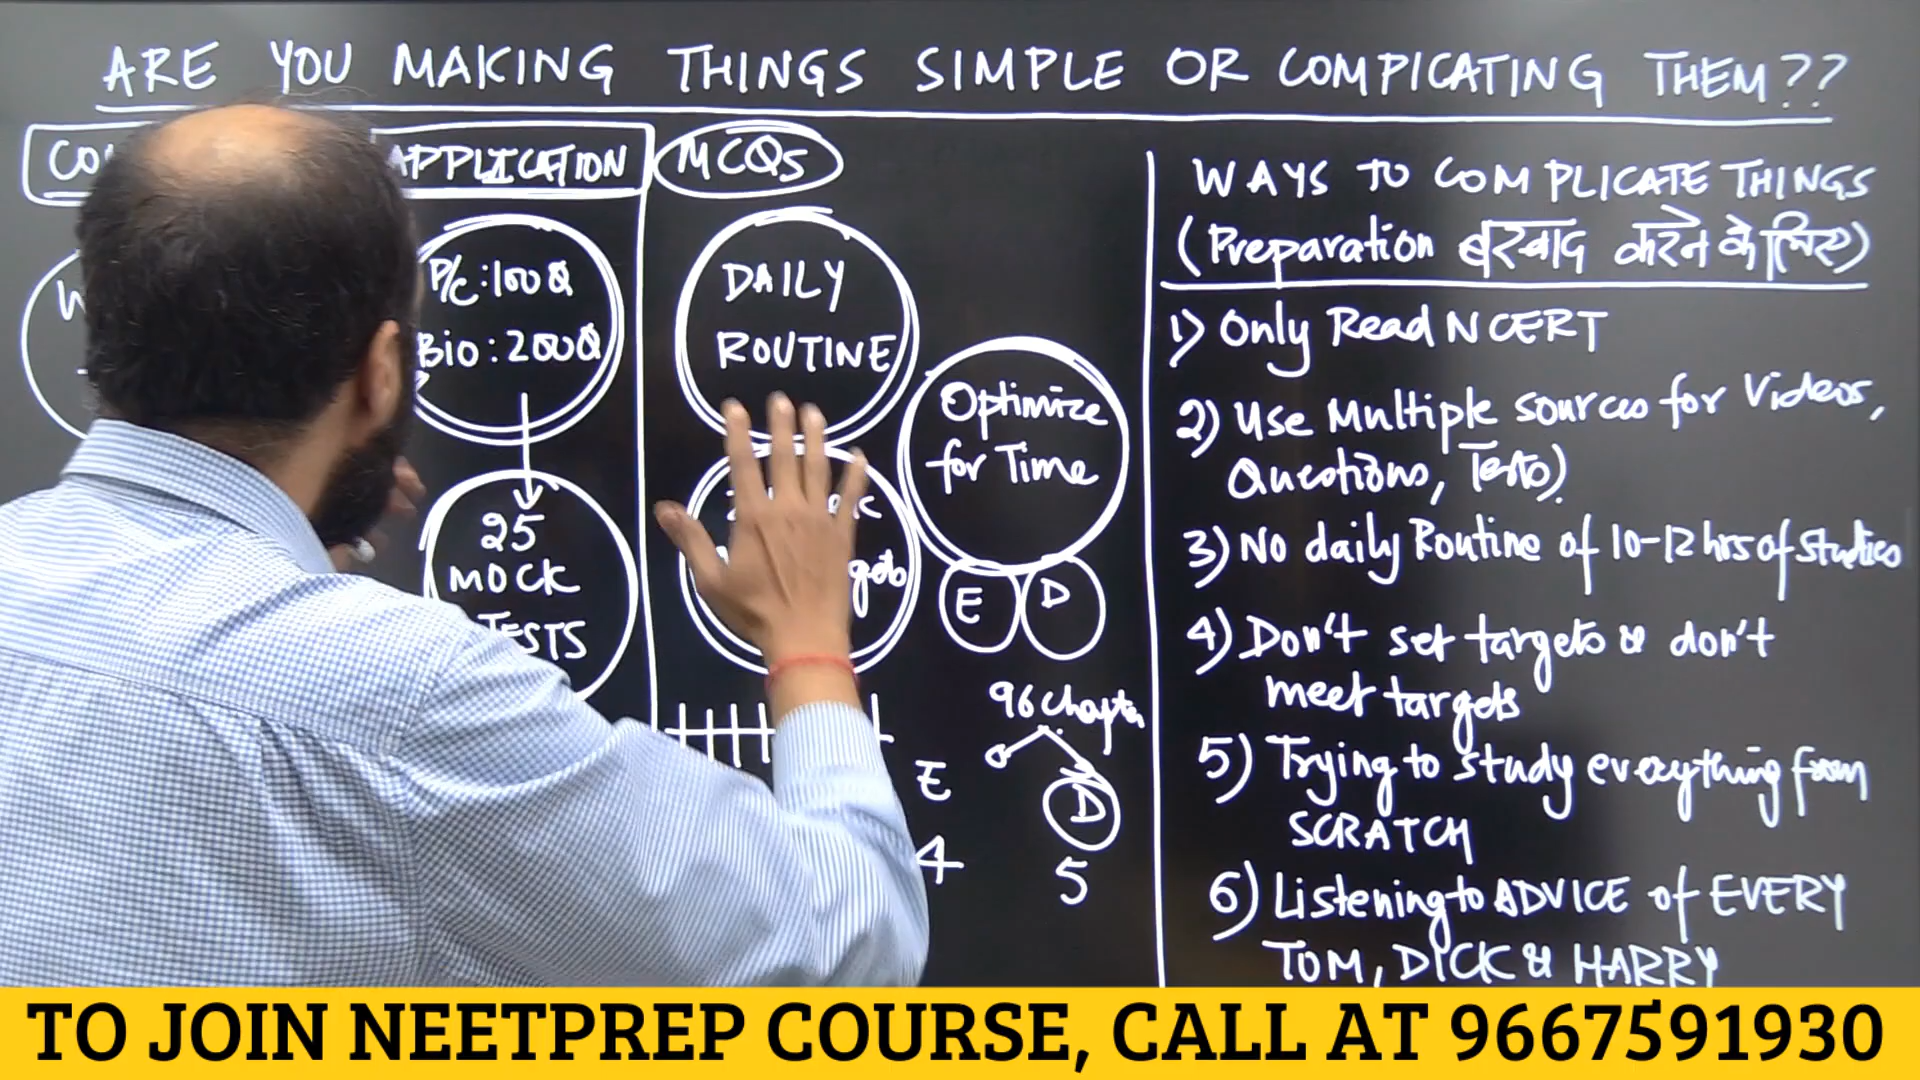 ARE YOU MAKING THINGS SIMPLE OR COMPICATING THEM??
APPLICATION
MCQs
P/C: 100Q
Bio: 200Q
25
MOCK
TESTS
DAILY
ROUTINE
Optimize
for Time
E D
96 Chapter
D
E
4 5
WAYS TO COMPLICATE THINGS
(Preparation बरबाद करने के लिए)
1) Only Read NCERT
2) Use Multiple sources for Videos,
Questions, Tests).
3) No daily Routine of 10-12 hrs of studies
4) Don't set targets & don't
meet targets
5) Trying to study everything from
SCRATCH
6) Listening to ADVICE of EVERY
TOM, DICK & HARRY
TO JOIN NEETPREP COURSE, CALL AT 9667591930